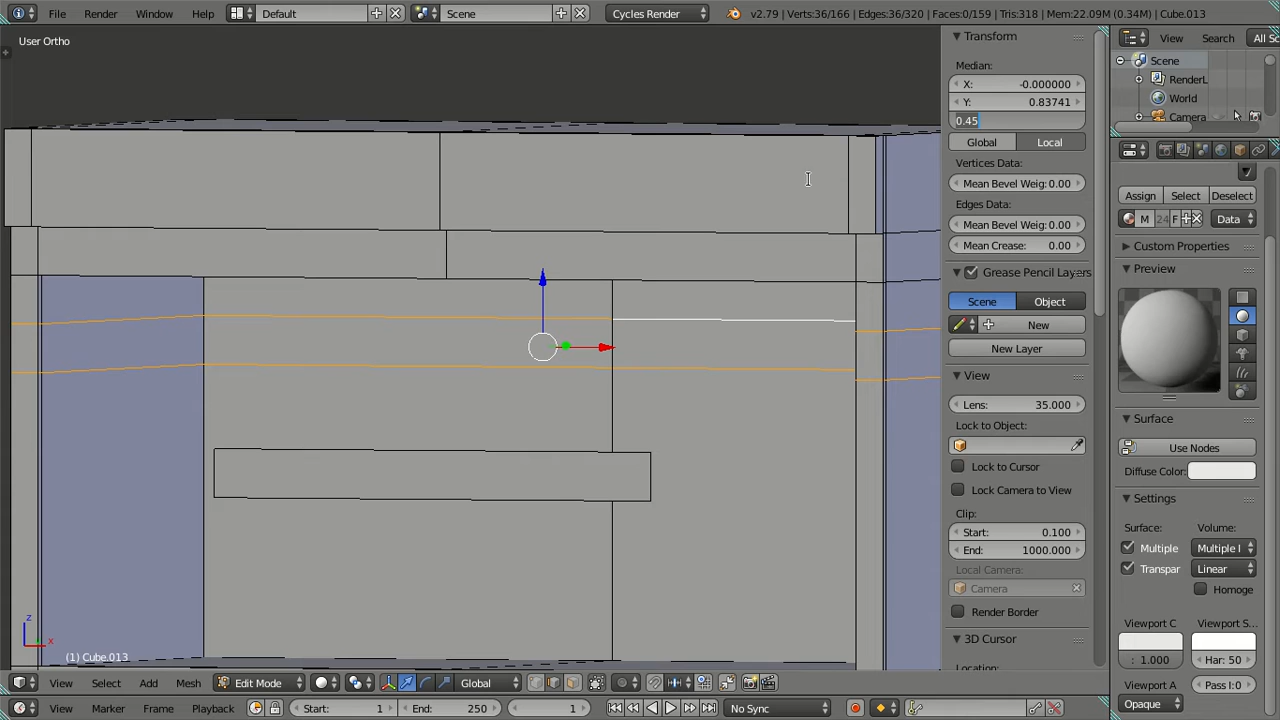 File Render Window Help Default Scene Cycles Render v2.79 | Verts:36/166 | Edges:36/320 | Faces:0/159 | Tris:318 | Mem:22.09M (0.34M) | Cube.013
User Ortho
Transform
View Search All Sc
Median:
Scene
X: -0.000000
RenderL
Y: 0.83741
World
0.45
Camera
Global Local
Vertices Data:
Mean Bevel Weig: 0.00
Assign Select Deselect
Edges Data:
M 24 F Data
Mean Bevel Weig: 0.00
Mean Crease: 0.00
Custom Properties
Grease Pencil Layers
Preview
Scene Object
New
New Layer
View
Lens: 35.000
Surface
Lock to Object:
Use Nodes
Lock to Cursor
Diffuse Color:
Lock Camera to View
Settings
Clip:
Surface: Volume:
Start: 0.100
Multiple Multiple I
End: 1000.000
Transpar Linear
Local Camera:
Camera
Homoge
Render Border
Viewport C Viewport S...
3D Cursor
z
x
(1) Cube.013
: 1.000 Har: 50
Location:
Viewport A Pass I: 0
View Select Add Mesh Edit Mode Global
Opaque
View Marker Frame Playback Start: 1 End: 250 1 No Sync